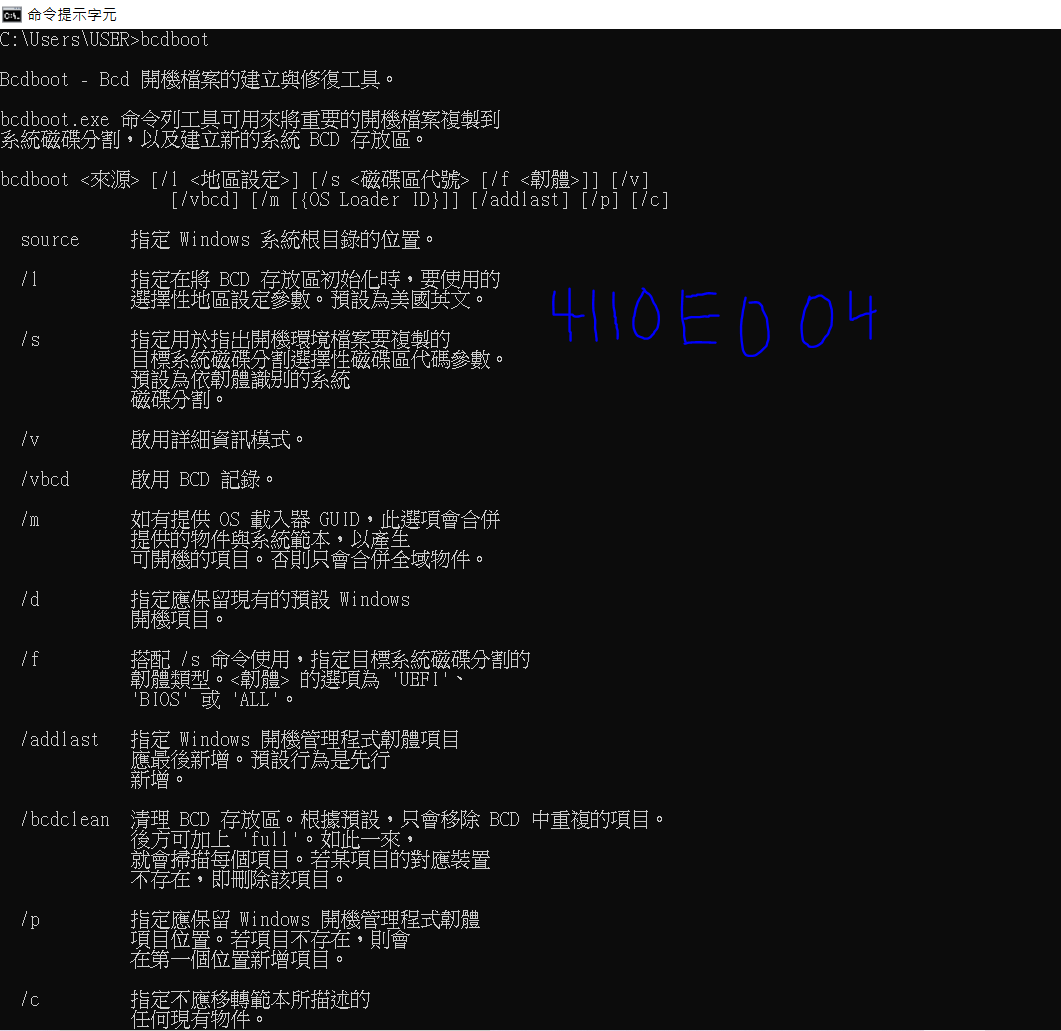 命令提示字元
C:\Users\USER>bcdboot
Bcdboot - Bcd 開機檔案的建立與修復工具。
bcdboot.exe 命令列工具可用來將重要的開機檔案複製到
系統磁碟分割，以及建立新的系統 BCD 存放區。
bcdboot <來源> [/l <地區設定>] [/s <磁碟區代號> [/f <韌體>]] [/v]
[/vbcd] [/m [{OS Loader ID}]] [/addlast] [/p] [/c]
source 指定 Windows 系統根目錄的位置。
/l 指定在將 BCD 存放區初始化時，要使用的
選擇性地區設定參數。預設為美國英文。
4110E004
/s 指定用於指出開機環境檔案要複製的
目標系統磁碟分割選擇性磁碟區代碼參數。
預設為依韌體識別的系統
磁碟分割。
/v 啟用詳細資訊模式。
/vbcd 啟用 BCD 記錄。
/m 如有提供 OS 載入器 GUID，此選項會合併
提供的物件與系統範本，以產生
可開機的項目。否則只會合併全域物件。
/d 指定應保留現有的預設 Windows
開機項目。
/f 搭配 /s 命令使用，指定目標系統磁碟分割的
韌體類型。<韌體> 的選項為 'UEFI'、
'BIOS' 或 'ALL'。
/addlast 指定 Windows 開機管理程式韌體項目
應最後新增。預設行為是先行
新增。
/bcdclean 清理 BCD 存放區。根據預設，只會移除 BCD 中重複的項目。
後方可加上 'full'。如此一來，
就會掃描每個項目。若某項目的對應裝置
不存在，即刪除該項目。
/p 指定應保留 Windows 開機管理程式韌體
項目位置。若項目不存在，則會
在第一個位置新增項目。
/c 指定不應移轉範本所描述的
任何現有物件。